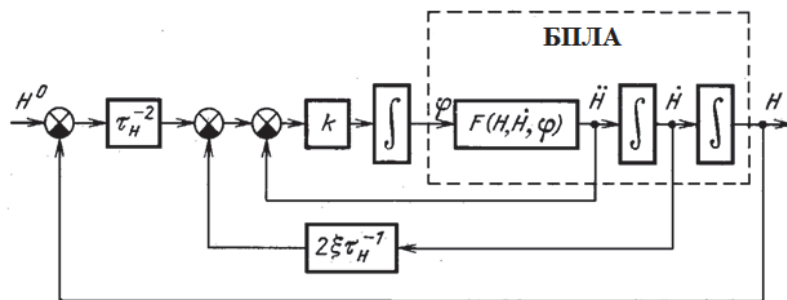 БПЛА
H⁰ τ_H⁻² k ∫ φ F(H,Ḣ,φ) Ḧ ∫ Ḣ ∫ H
2ξτ_H⁻¹